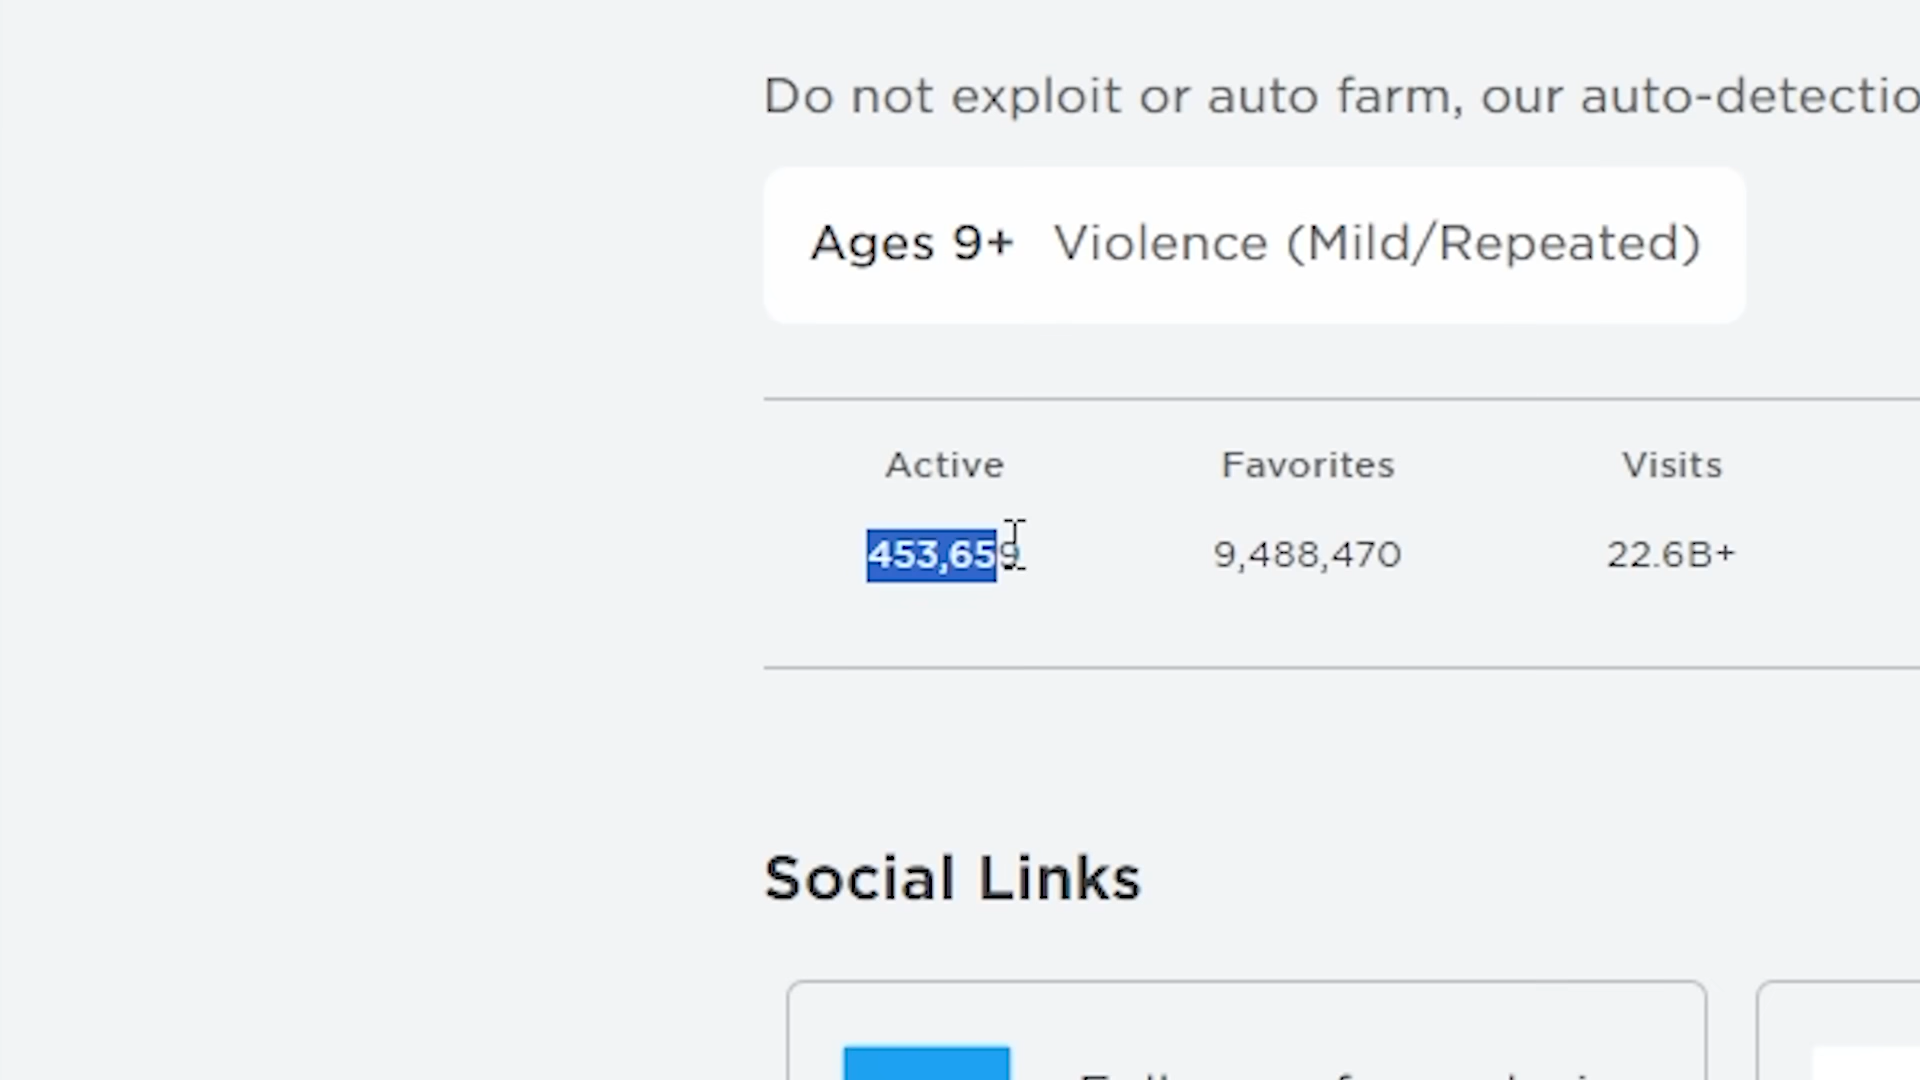 Do not exploit or auto farm, our auto-detectio
Ages 9+ Violence (Mild/Repeated)
Active Favorites Visits
453,659 9,488,470 22.6B+
Social Links